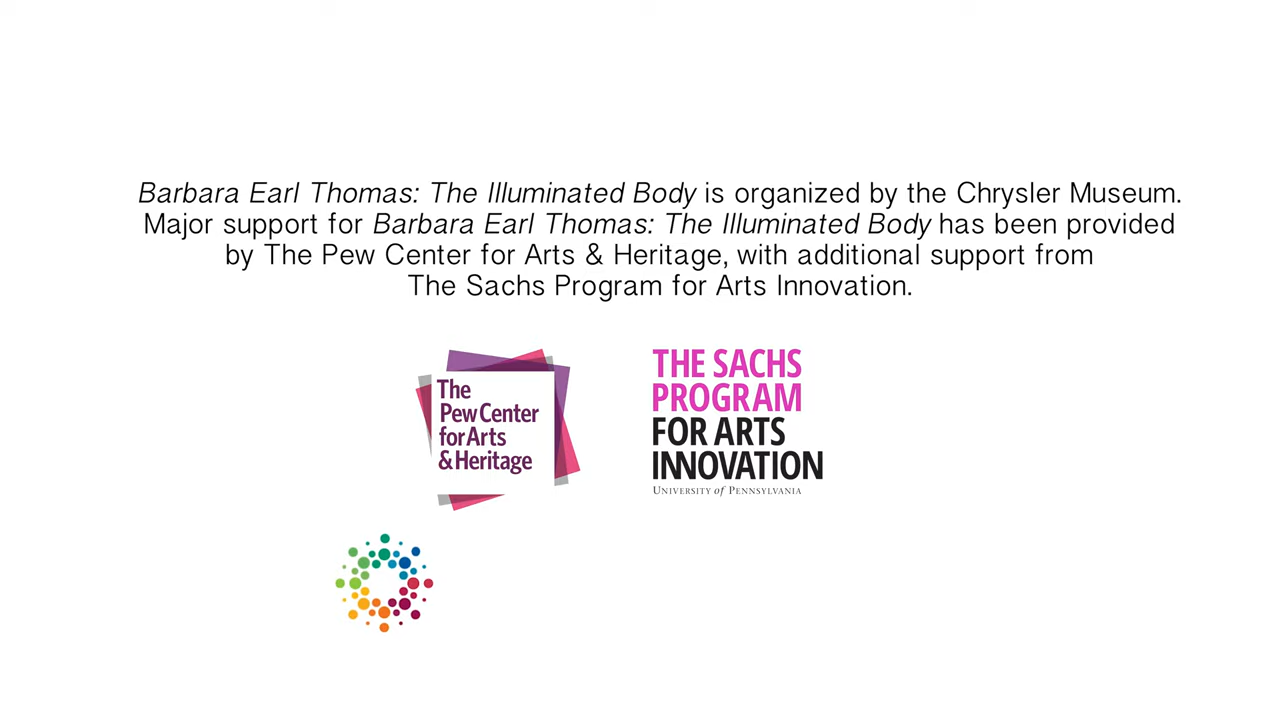 Barbara Earl Thomas: The Illuminated Body is organized by the Chrysler Museum.
Major support for Barbara Earl Thomas: The Illuminated Body has been provided
by The Pew Center for Arts & Heritage, with additional support from
The Sachs Program for Arts Innovation.
The
Pew Center
for Arts
& Heritage
THE SACHS
PROGRAM
FOR ARTS
INNOVATION
UNIVERSITY of PENNSYLVANIA